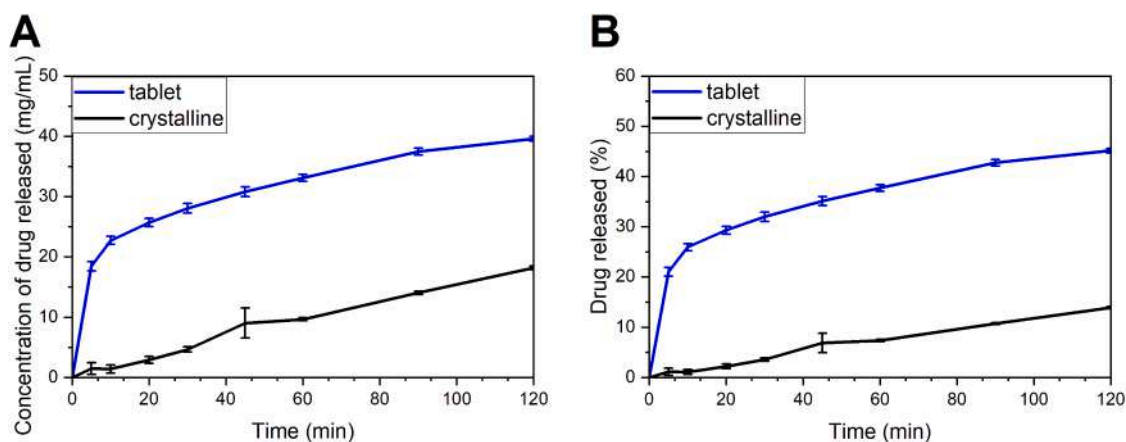 A
Concentration of drug released (mg/mL)
50
40
30
20
10
0
tablet
crystalline
0 20 40 60 80 100 120
Time (min)
B
Drug released (%)
60
50
40
30
20
10
0
tablet
crystalline
0 20 40 60 80 100 120
Time (min)